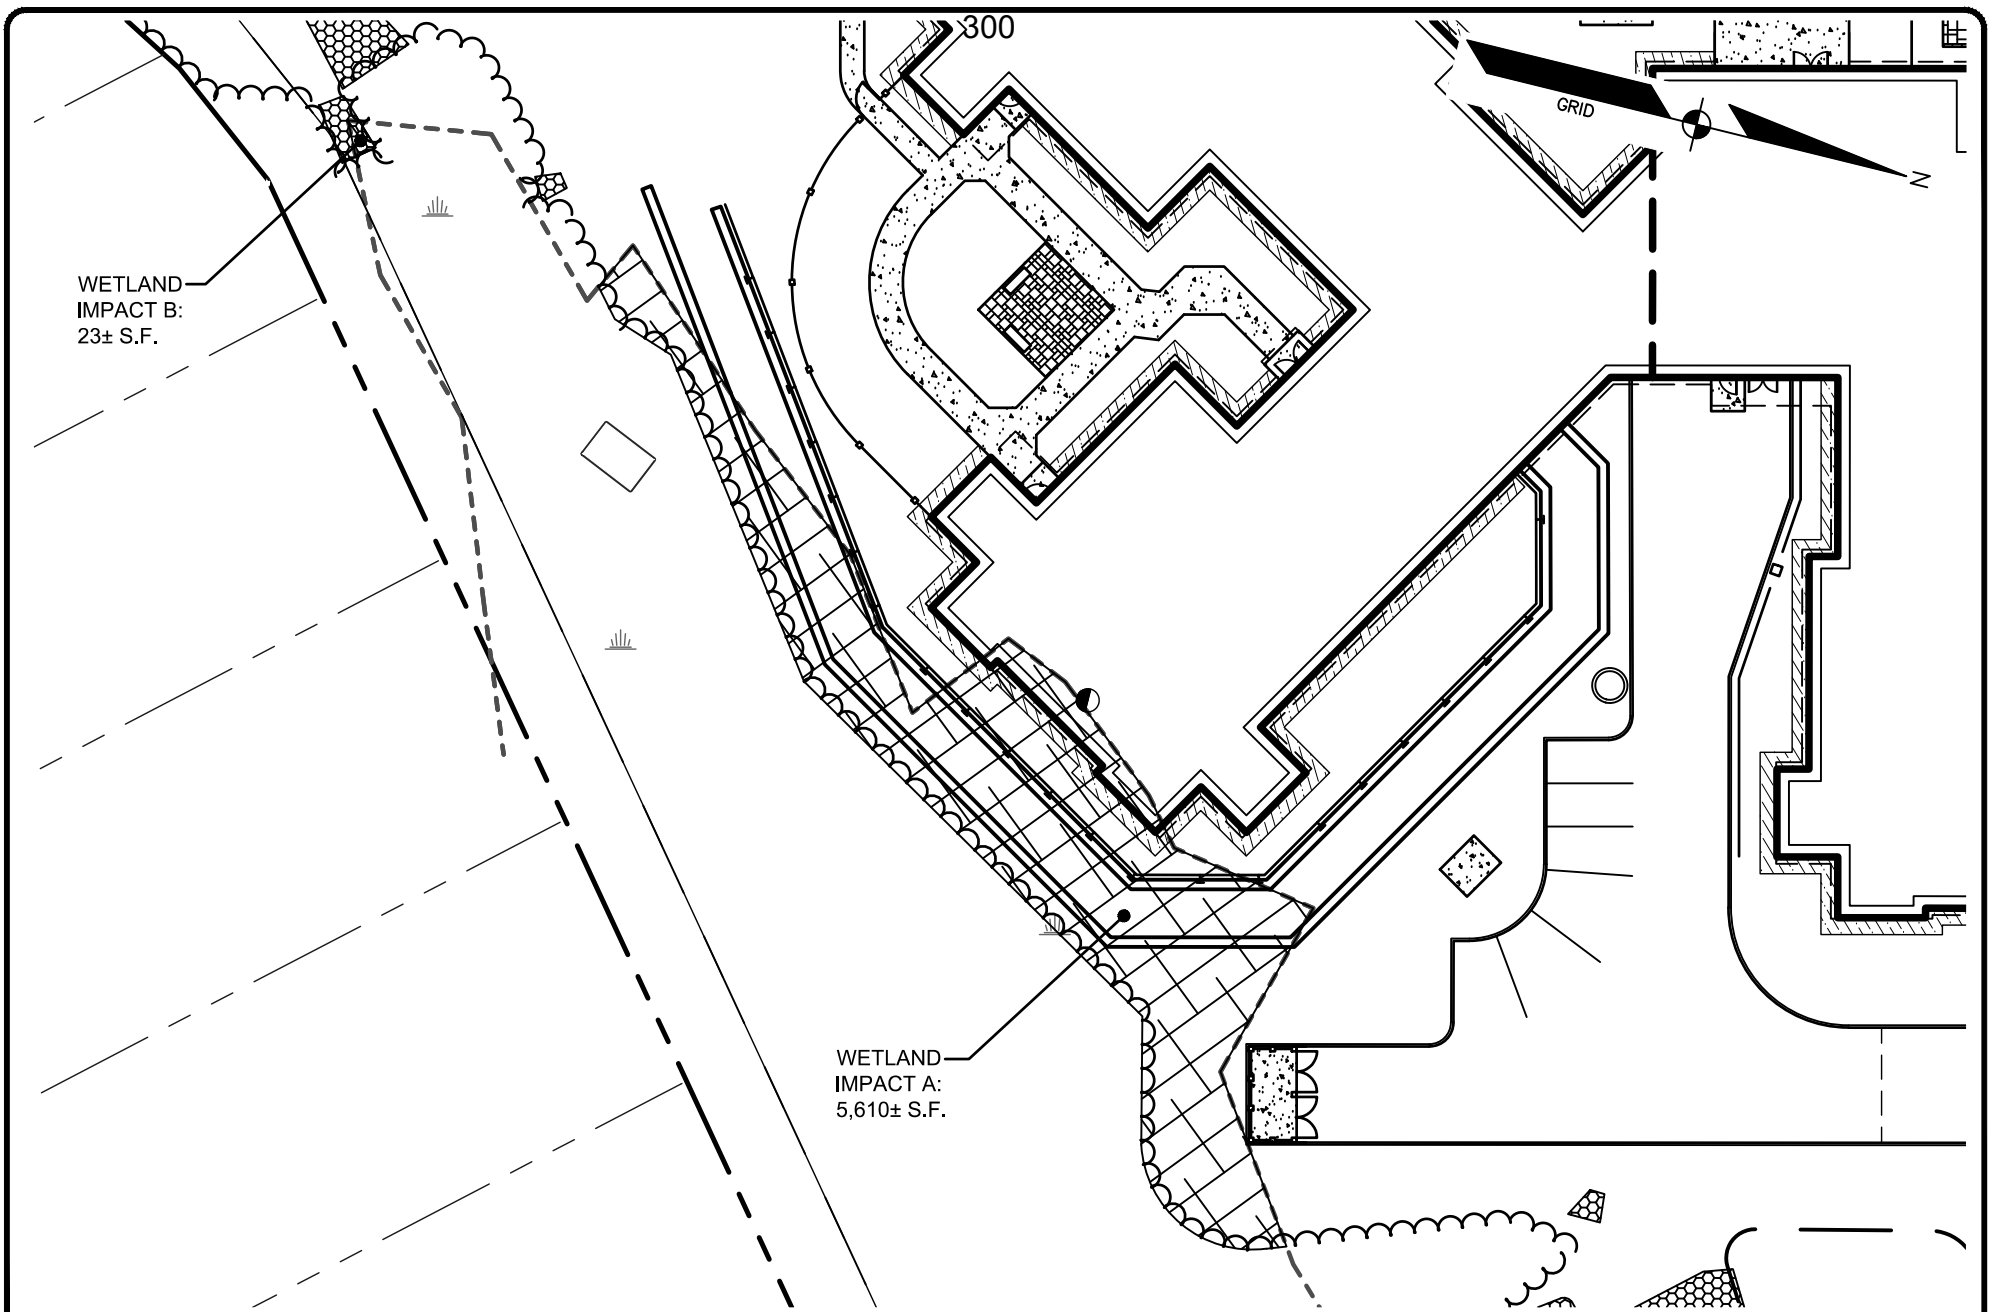 300
GRID
N
WETLAND
IMPACT B:
23± S.F.
WETLAND
IMPACT A:
5,610± S.F.